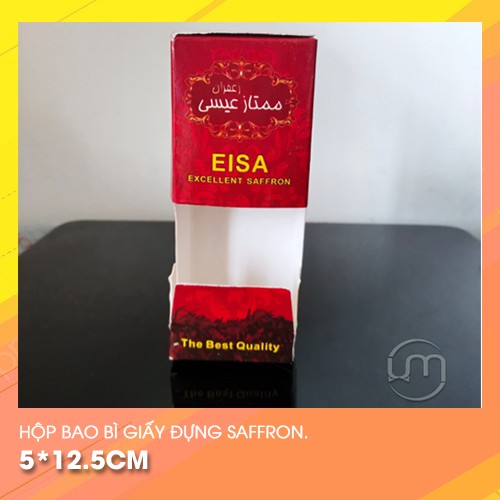 زعفران
ممتاز عیسی
EISA
EXCELLENT SAFFRON
The Best Quality
HỘP BAO BÌ GIẤY ĐỰNG SAFFRON.
5*12.5CM